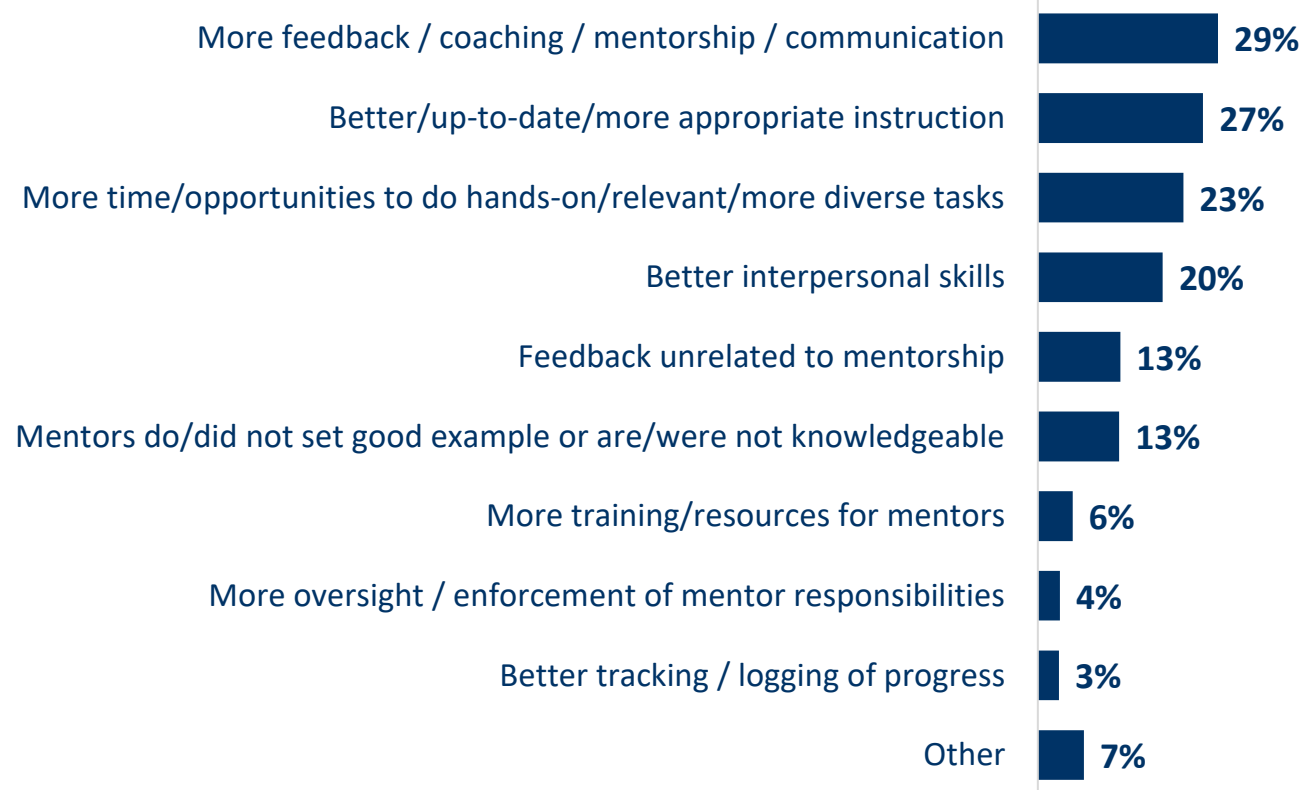 More feedback / coaching / mentorship / communication 29%
Better/up-to-date/more appropriate instruction 27%
More time/opportunities to do hands-on/relevant/more diverse tasks 23%
Better interpersonal skills 20%
Feedback unrelated to mentorship 13%
Mentors do/did not set good example or are/were not knowledgeable 13%
More training/resources for mentors 6%
More oversight / enforcement of mentor responsibilities 4%
Better tracking / logging of progress 3%
Other 7%